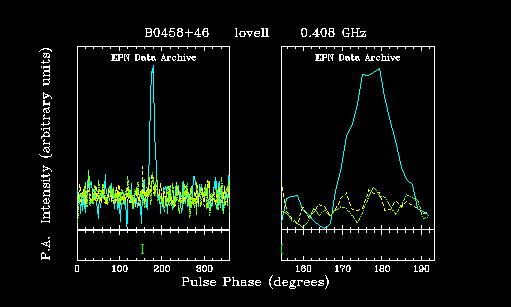 B0458+46 lovell 0.408 GHz
EPN Data Archive EPN Data Archive
P.A. Intensity (arbitrary units)
0 100 200 300 160 170 180 190
Pulse Phase (degrees)